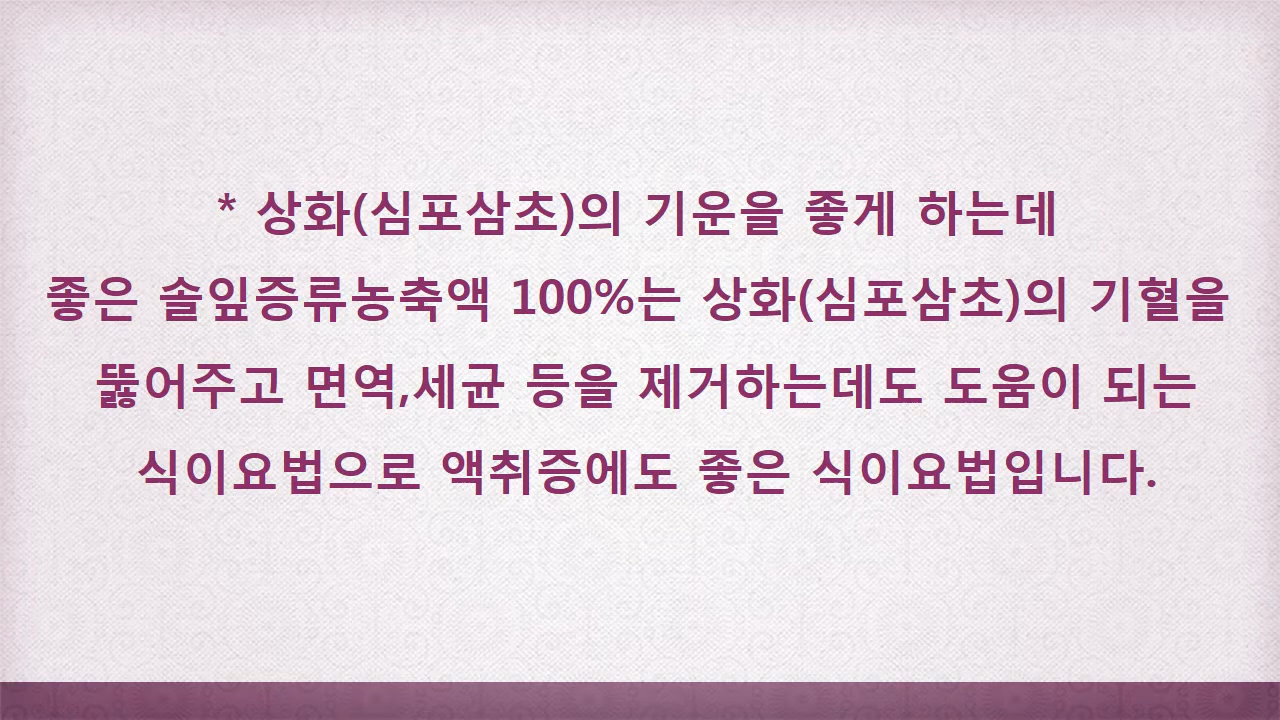 * 상화(심포삼초)의 기운을 좋게 하는데
좋은 솔잎증류농축액 100%는 상화(심포삼초)의 기혈을
뚫어주고 면역,세균 등을 제거하는데도 도움이 되는
식이요법으로 액취증에도 좋은 식이요법입니다.